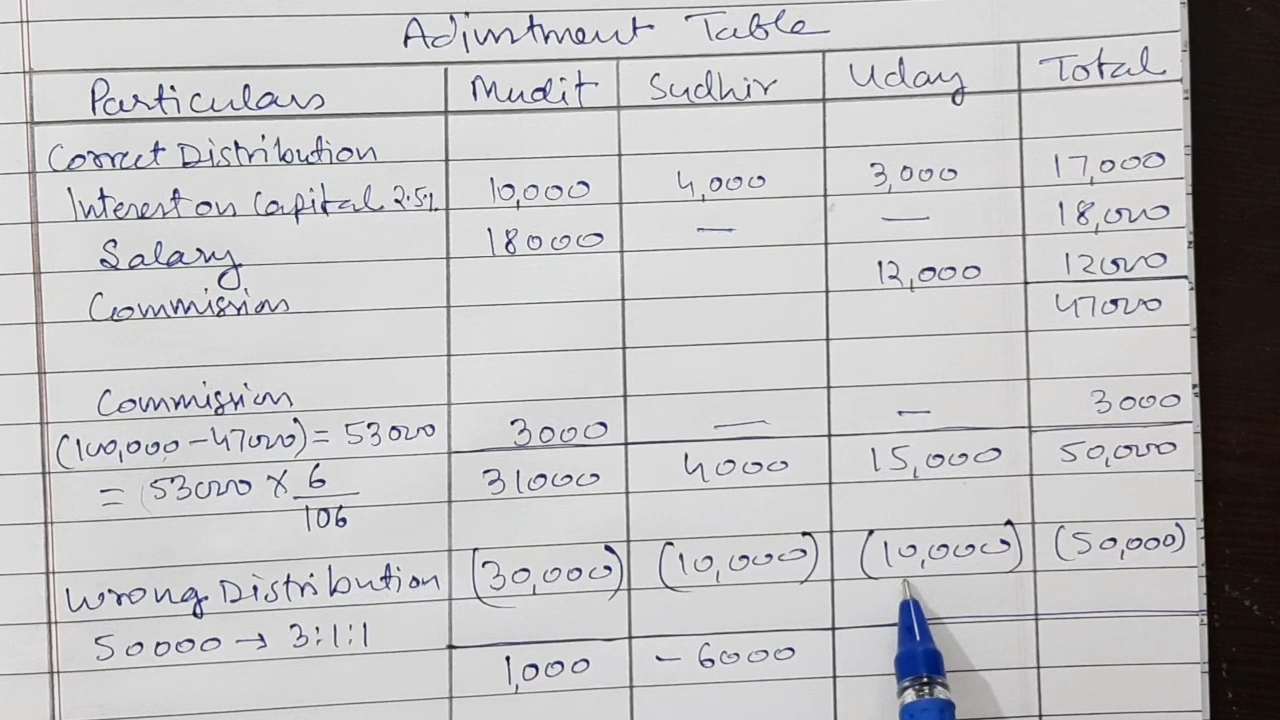 Adjustment Table
Particulars Mudit Sudhir Uday Total
Correct Distribution
Interest on Capital 2.5% 10,000 4,000 3,000 17,000
Salary 18000 — — 18,000
Commission 12,000 12000
47000
Commission
(100,000-47000) = 53000 3000 — — 3000
= 53000 × 6/106 31000 4000 15,000 50,000
Wrong Distribution (30,000) (10,000) (10,000) (50,000)
50000 → 3:1:1
1,000 - 6000